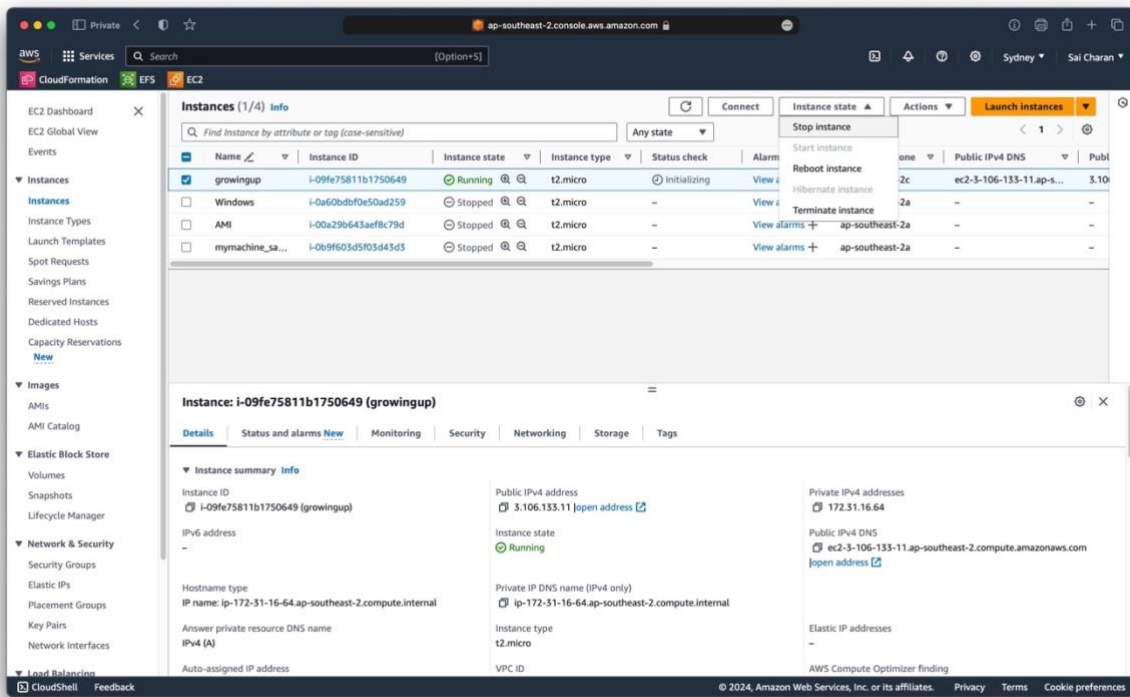 Private
ap-southeast-2.console.aws.amazon.com
aws Services Search [Option+S] Sydney Sai Charan
CloudFormation EFS EC2
EC2 Dashboard
EC2 Global View
Events
Instances
Instances
Instance Types
Launch Templates
Spot Requests
Savings Plans
Reserved Instances
Dedicated Hosts
Capacity Reservations
New
Images
AMIs
AMI Catalog
Elastic Block Store
Volumes
Snapshots
Lifecycle Manager
Network & Security
Security Groups
Elastic IPs
Placement Groups
Key Pairs
Network Interfaces
Load Balancing
Instances (1/4) Info Connect Instance state Actions Launch instances
Find Instance by attribute or tag (case-sensitive) Any state 1
Stop instance
Start instance
Reboot instance
Hibernate instance
Terminate instance
Name Instance ID Instance state Instance type Status check Alarm one Public IPv4 DNS Publ
growingup i-09fe75811b1750649 Running t2.micro Initializing View a 2c ec2-3-106-133-11.ap-s... 3.10
Windows i-0a60bdbf0e50ad259 Stopped t2.micro – View a 2a – –
AMI i-00a29b643aef8c79d Stopped t2.micro – View alarms + ap-southeast-2a – –
mymachine_sa... i-0b9f603d5f03d43d3 Stopped t2.micro – View alarms + ap-southeast-2a – –
Instance: i-09fe75811b1750649 (growingup)
Details Status and alarms New Monitoring Security Networking Storage Tags
Instance summary Info
Instance ID
i-09fe75811b1750649 (growingup)
Public IPv4 address
3.106.133.11 |open address
Private IPv4 addresses
172.31.16.64
IPv6 address
–
Instance state
Running
Public IPv4 DNS
ec2-3-106-133-11.ap-southeast-2.compute.amazonaws.com
|open address
Hostname type
IP name: ip-172-31-16-64.ap-southeast-2.compute.internal
Private IP DNS name (IPv4 only)
ip-172-31-16-64.ap-southeast-2.compute.internal
Answer private resource DNS name
IPv4 (A)
Instance type
t2.micro
Elastic IP addresses
–
Auto-assigned IP address
VPC ID
AWS Compute Optimizer finding
CloudShell Feedback © 2024, Amazon Web Services, Inc. or its affiliates. Privacy Terms Cookie preferences